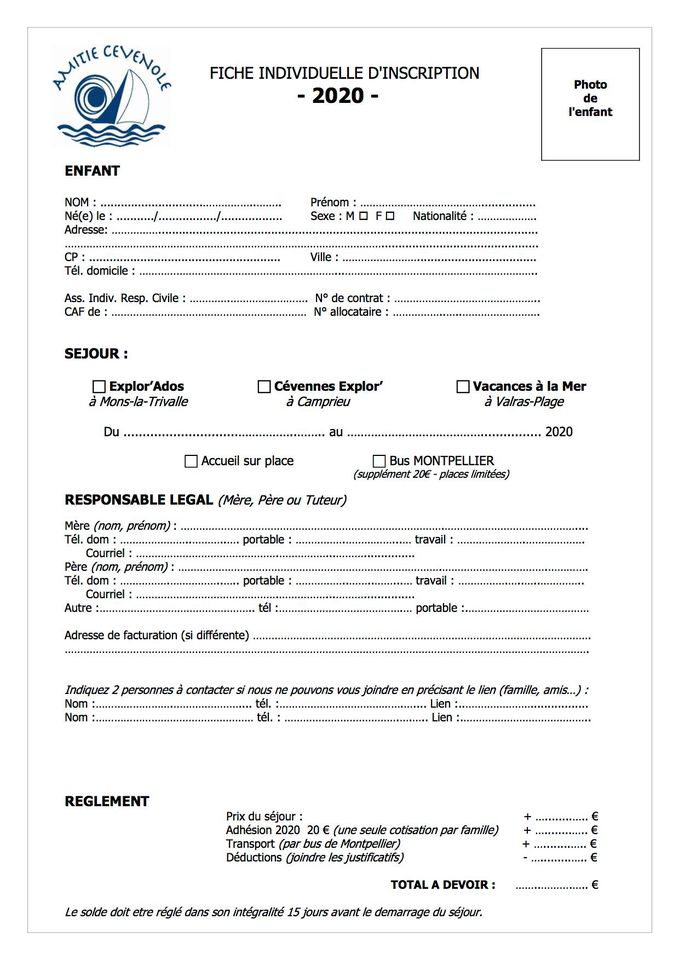 AMITIE CEVENOLE
FICHE INDIVIDUELLE D'INSCRIPTION
- 2020 -
Photo
de
l'enfant
ENFANT
NOM : .................................................... Prénom : ................................................
Né(e) le : ........../................/................. Sexe : M ☐ F ☐ Nationalité : ..................
Adresse: ....................................................................................................................
.................................................................................................................................
CP : .................................................... Ville : .....................................................
Tél. domicile : .............................................................................................................
Ass. Indiv. Resp. Civile : ................................. N° de contrat : ........................................
CAF de : ..................................................... N° allocataire : ........................................
SEJOUR :
☐ Explor'Ados ☐ Cévennes Explor' ☐ Vacances à la Mer
à Mons-la-Trivalle à Camprieu à Valras-Plage
Du ..................................................... au .................................................... 2020
☐ Accueil sur place ☐ Bus MONTPELLIER
(supplément 20€ - places limitées)
RESPONSABLE LEGAL (Mère, Père ou Tuteur)
Mère (nom, prénom) : ................................................................................................................
Tél. dom : ................................. portable : ................................ travail : ...................................
Courriel : ............................................................................
Père (nom, prénom) : ................................................................................................................
Tél. dom : ................................. portable : ................................ travail : ...................................
Courriel : ............................................................................
Autre :........................................... tél :.................................... portable :..................................
Adresse de facturation (si différente) ............................................................................................
................................................................................................................................................
Indiquez 2 personnes à contacter si nous ne pouvons vous joindre en précisant le lien (famille, amis...) :
Nom :........................................... tél. :........................................ Lien :....................................
Nom :........................................... tél. : ....................................... Lien :....................................
REGLEMENT
Prix du séjour : + ............... €
Adhésion 2020 20 € (une seule cotisation par famille) + ............... €
Transport (par bus de Montpellier) + ............... €
Déductions (joindre les justificatifs) - ................ €
TOTAL A DEVOIR : ..................... €
Le solde doit etre réglé dans son intégralité 15 jours avant le demarrage du séjour.